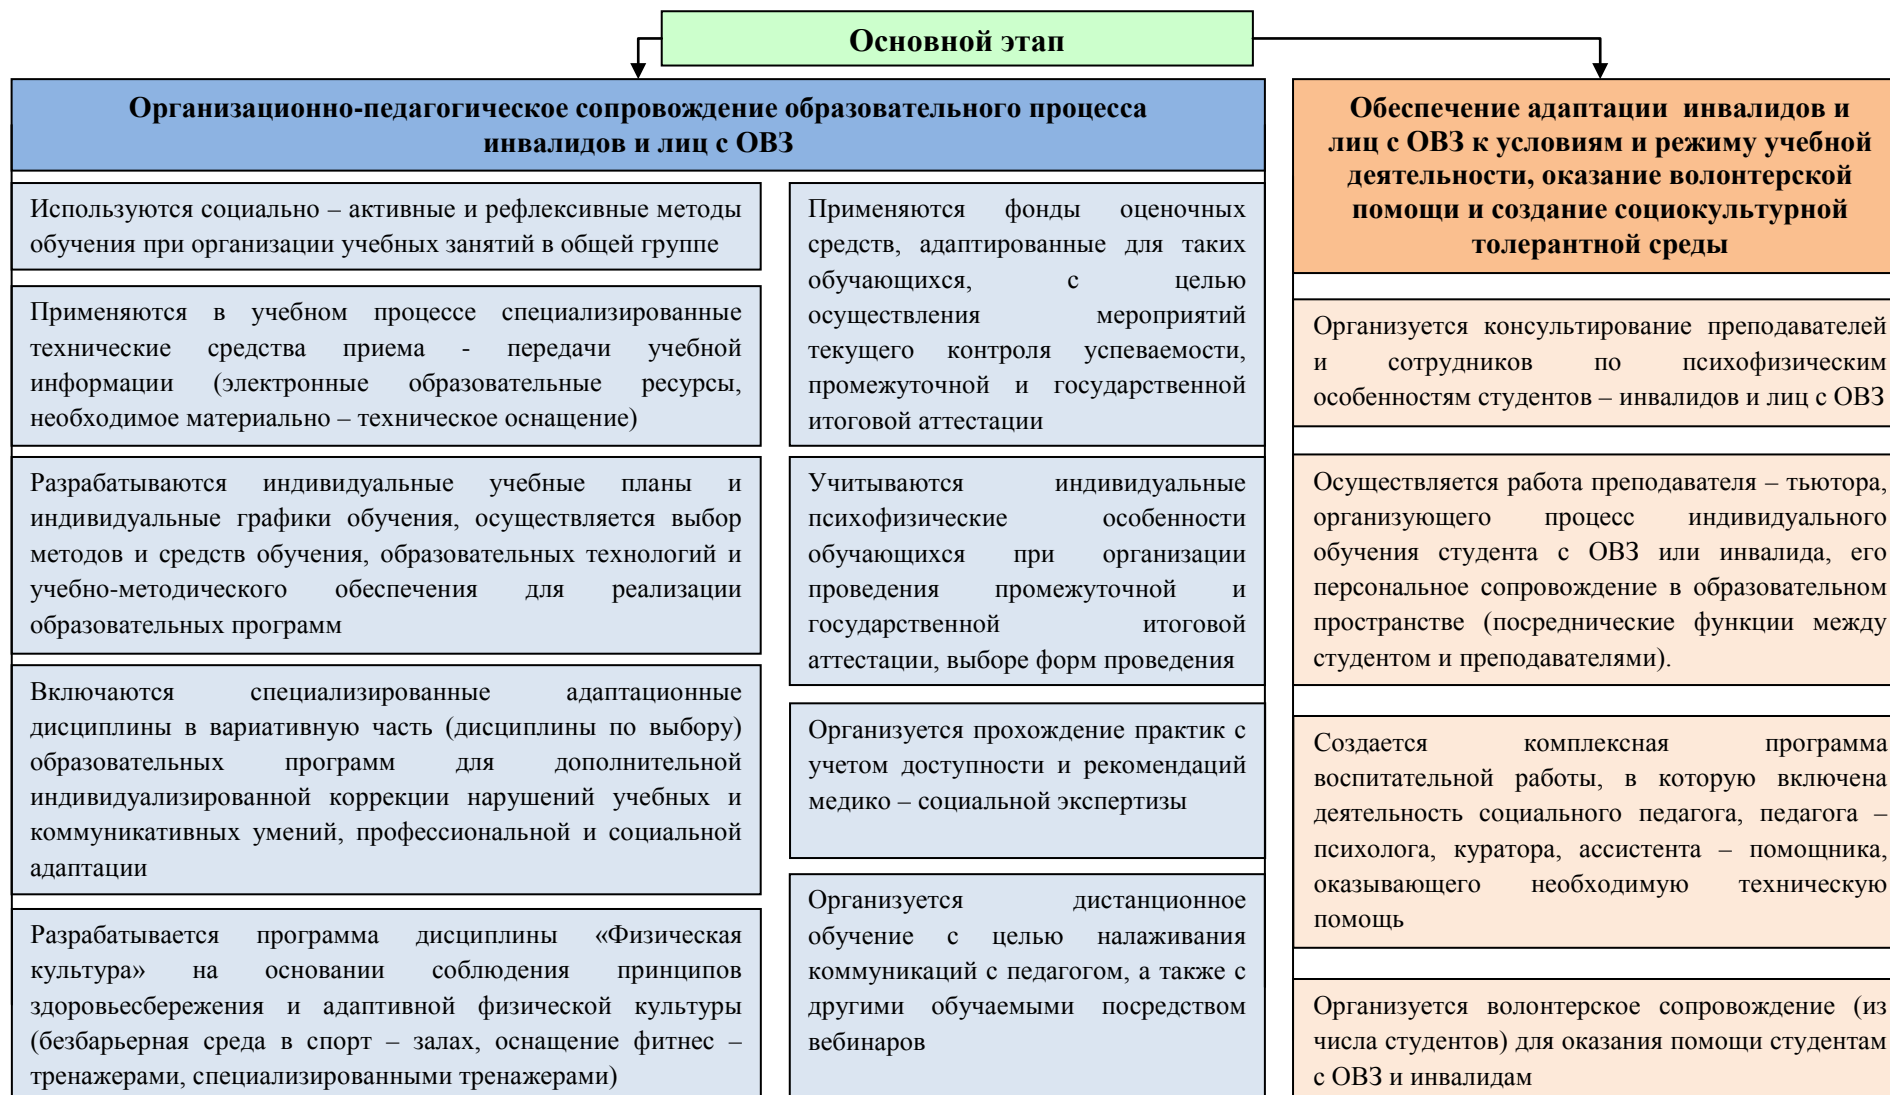 Основной этап
Организационно-педагогическое сопровождение образовательного процесса
инвалидов и лиц с ОВЗ
Используются социально – активные и рефлексивные методы
обучения при организации учебных занятий в общей группе
Применяются в учебном процессе специализированные
технические средства приема - передачи учебной
информации (электронные образовательные ресурсы,
необходимое материально – техническое оснащение)
Разрабатываются индивидуальные учебные планы и
индивидуальные графики обучения, осуществляется выбор
методов и средств обучения, образовательных технологий и
учебно-методического обеспечения для реализации
образовательных программ
Включаются специализированные адаптационные
дисциплины в вариативную часть (дисциплины по выбору)
образовательных программ для дополнительной
индивидуализированной коррекции нарушений учебных и
коммуникативных умений, профессиональной и социальной
адаптации
Разрабатывается программа дисциплины «Физическая
культура» на основании соблюдения принципов
здоровьесбережения и адаптивной физической культуры
(безбарьерная среда в спорт – залах, оснащение фитнес –
тренажерами, специализированными тренажерами)
Применяются фонды оценочных
средств, адаптированные для таких
обучающихся, с целью
осуществления мероприятий
текущего контроля успеваемости,
промежуточной и государственной
итоговой аттестации
Учитываются индивидуальные
психофизические особенности
обучающихся при организации
проведения промежуточной и
государственной итоговой
аттестации, выборе форм проведения
Организуется прохождение практик с
учетом доступности и рекомендаций
медико – социальной экспертизы
Организуется дистанционное
обучение с целью налаживания
коммуникаций с педагогом, а также с
другими обучаемыми посредством
вебинаров
Обеспечение адаптации инвалидов и
лиц с ОВЗ к условиям и режиму учебной
деятельности, оказание волонтерской
помощи и создание социокультурной
толерантной среды
Организуется консультирование преподавателей
и сотрудников по психофизическим
особенностям студентов – инвалидов и лиц с ОВЗ
Осуществляется работа преподавателя – тьютора,
организующего процесс индивидуального
обучения студента с ОВЗ или инвалида, его
персональное сопровождение в образовательном
пространстве (посреднические функции между
студентом и преподавателями).
Создается комплексная программа
воспитательной работы, в которую включена
деятельность социального педагога, педагога –
психолога, куратора, ассистента – помощника,
оказывающего необходимую техническую
помощь
Организуется волонтерское сопровождение (из
числа студентов) для оказания помощи студентам
с ОВЗ и инвалидам